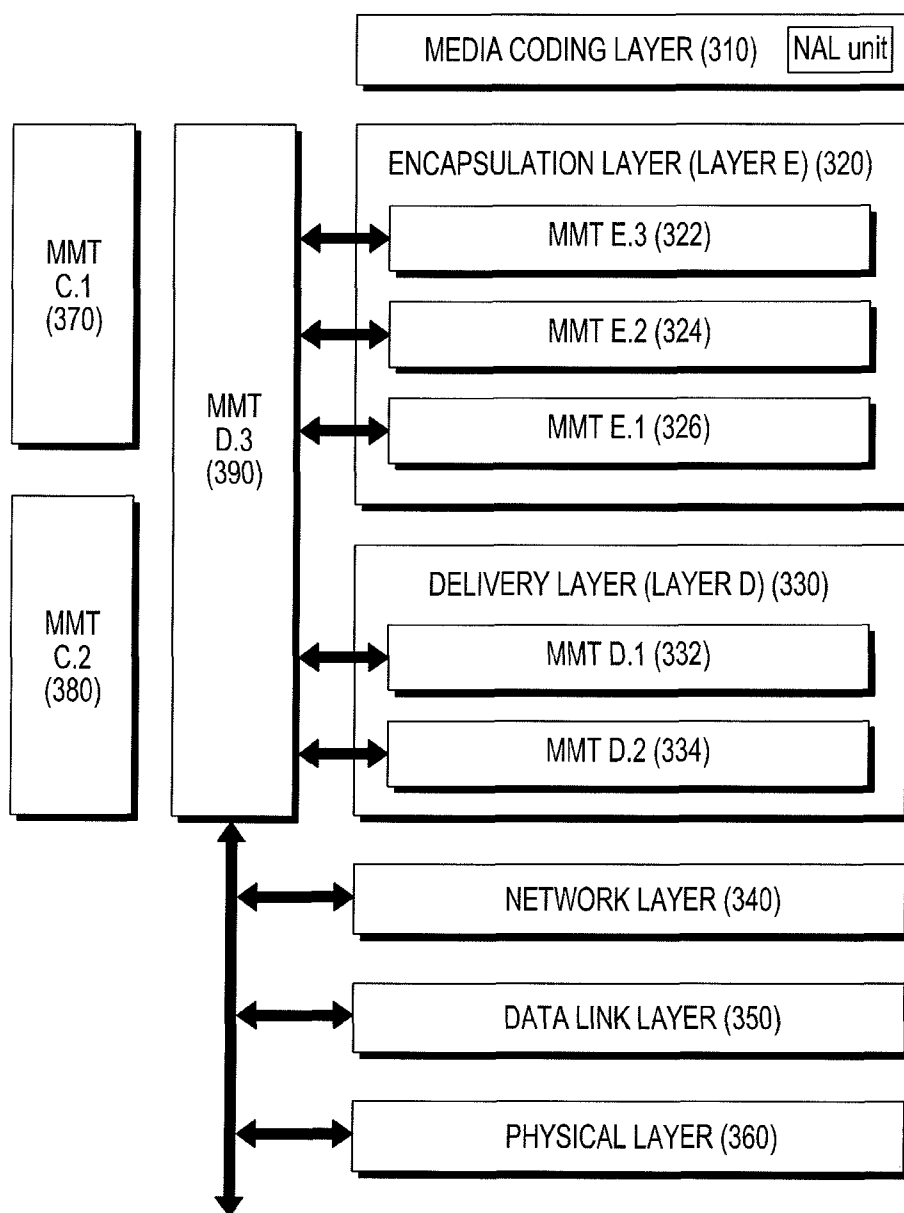 MEDIA CODING LAYER (310)
NAL unit
ENCAPSULATION LAYER (LAYER E) (320)
MMT E.3 (322)
MMT E.2 (324)
MMT E.1 (326)
MMT
C.1
(370)
MMT
D.3
(390)
MMT
C.2
(380)
DELIVERY LAYER (LAYER D) (330)
MMT D.1 (332)
MMT D.2 (334)
NETWORK LAYER (340)
DATA LINK LAYER (350)
PHYSICAL LAYER (360)